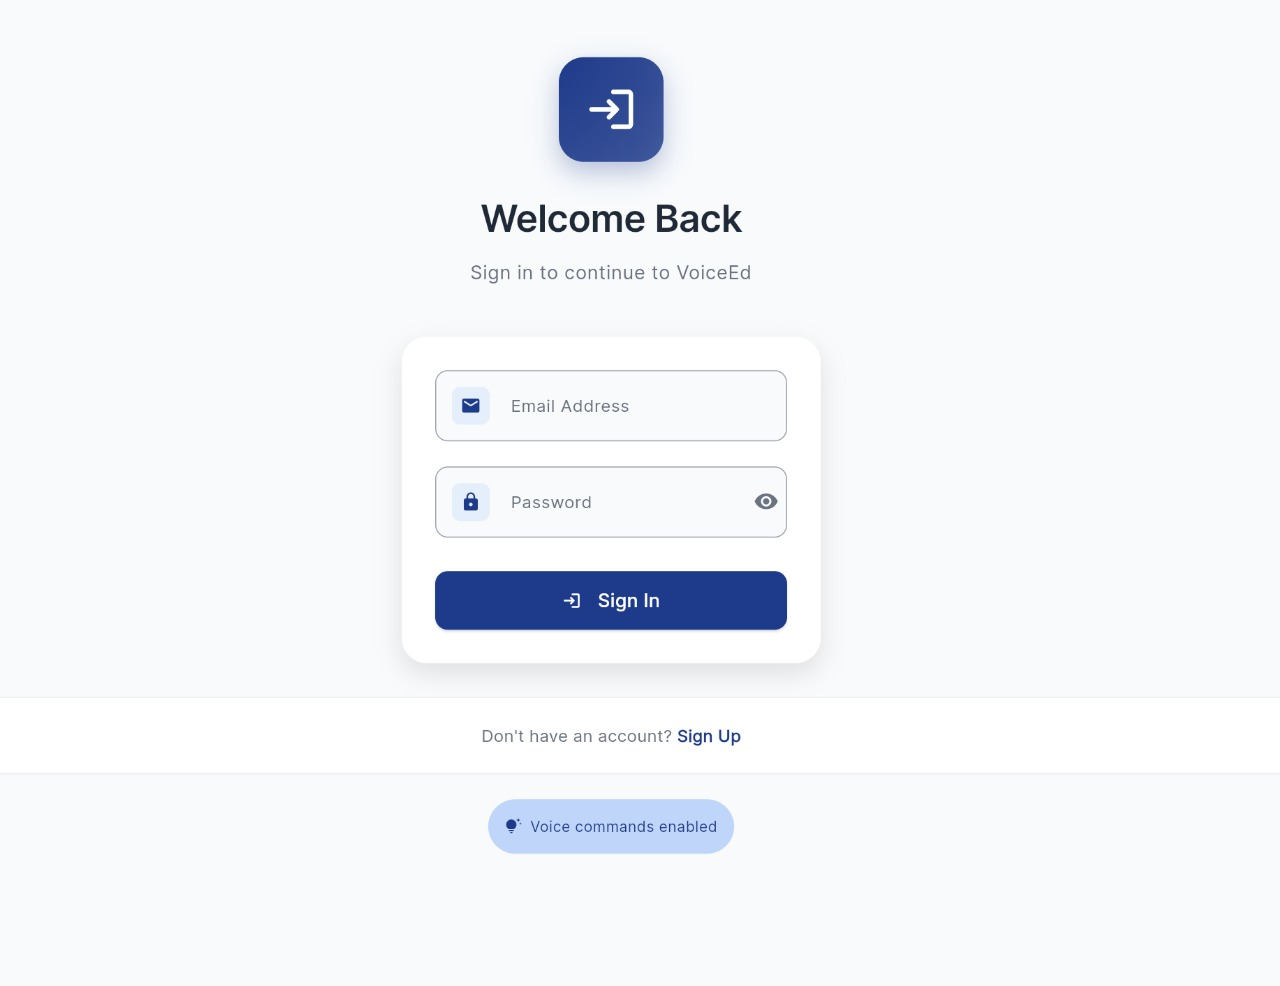 Welcome Back
Sign in to continue to VoiceEd
Email Address
Password
Sign In
Don't have an account? Sign Up
Voice commands enabled